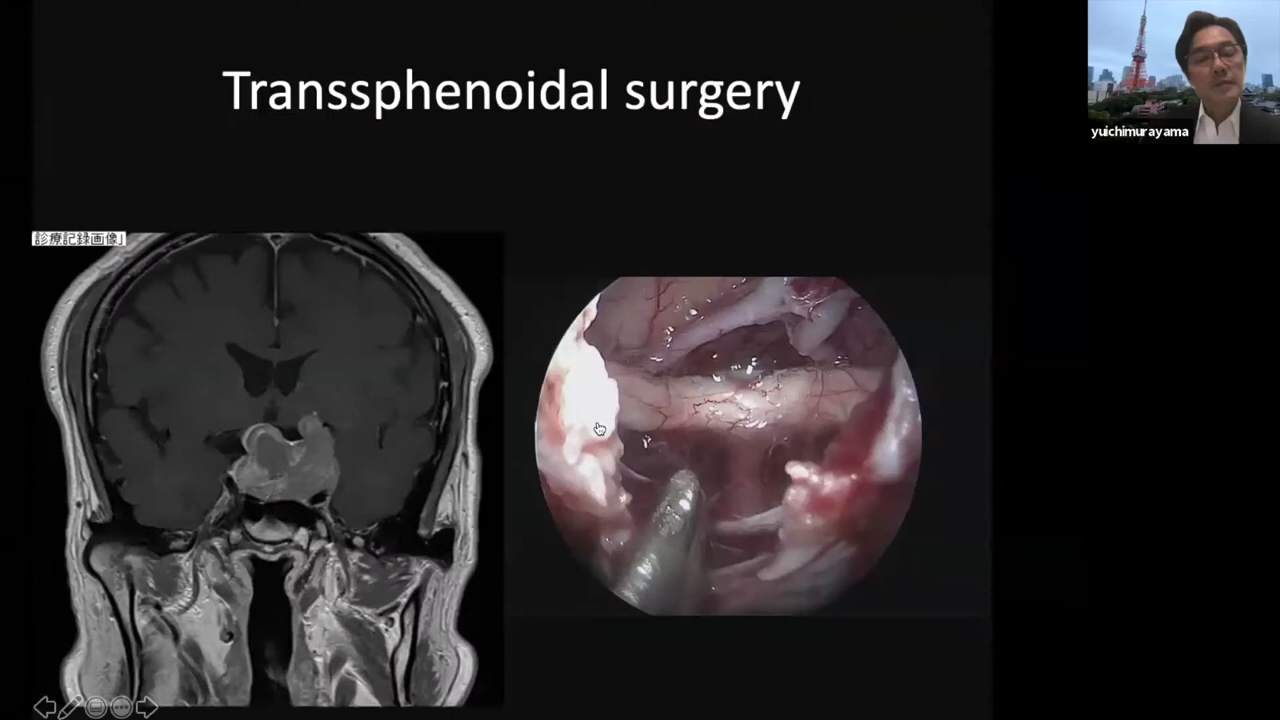 Transsphenoidal surgery
yuichimurayama
診療記録画像」